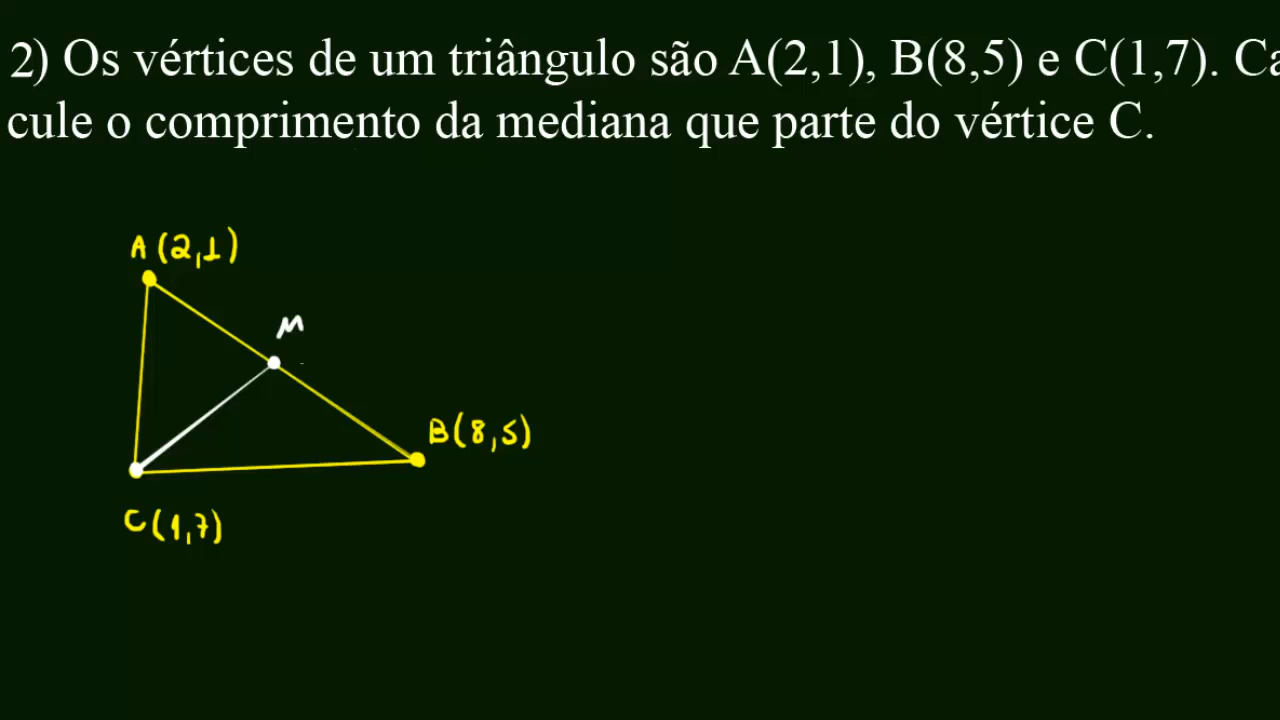 2) Os vértices de um triângulo são A(2,1), B(8,5) e C(1,7). Ca
cule o comprimento da mediana que parte do vértice C.
A(2,1)
M
B(8,5)
C(1,7)